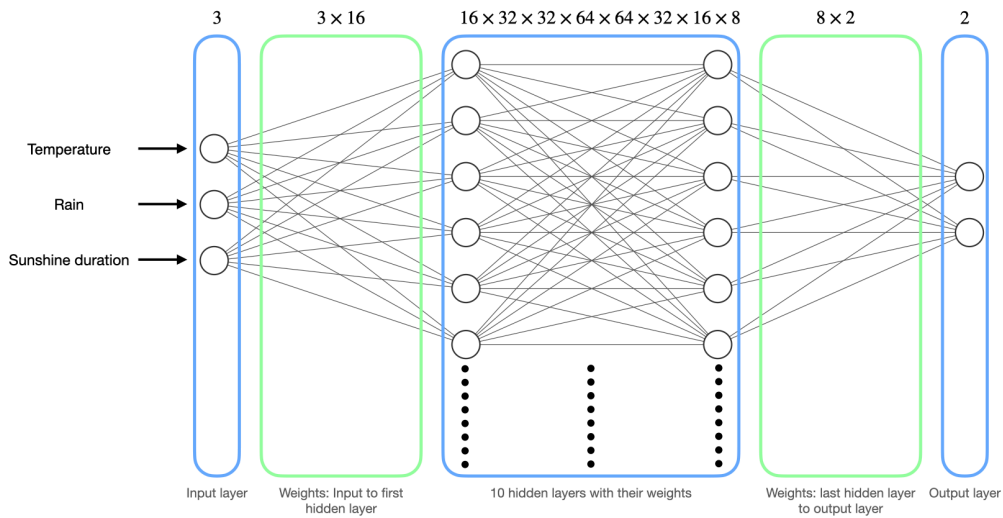 3
3 × 16
16 × 32 × 32 × 64 × 64 × 32 × 16 × 8
8 × 2
2
Temperature
Rain
Sunshine duration
Input layer
Weights: Input to first
hidden layer
10 hidden layers with their weights
Weights: last hidden layer
to output layer
Output layer